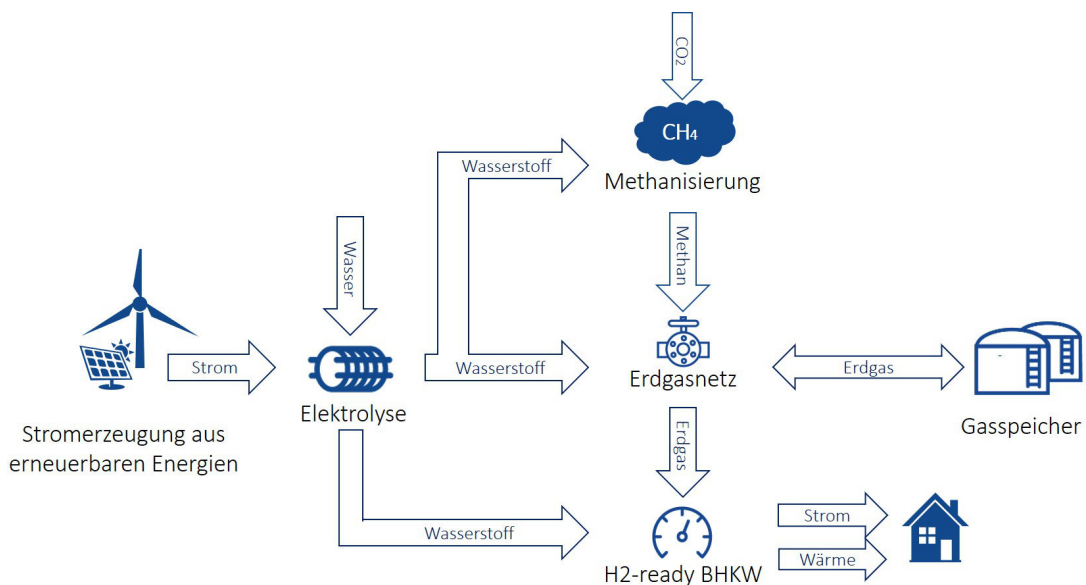 CO₂
CH₄
Wasserstoff
Methanisierung
Wasser
Methan
Strom
Wasserstoff
Erdgas
Elektrolyse
Erdgasnetz
Gasspeicher
Stromerzeugung aus
erneuerbaren Energien
Erdgas
Wasserstoff
Strom
Wärme
H2-ready BHKW